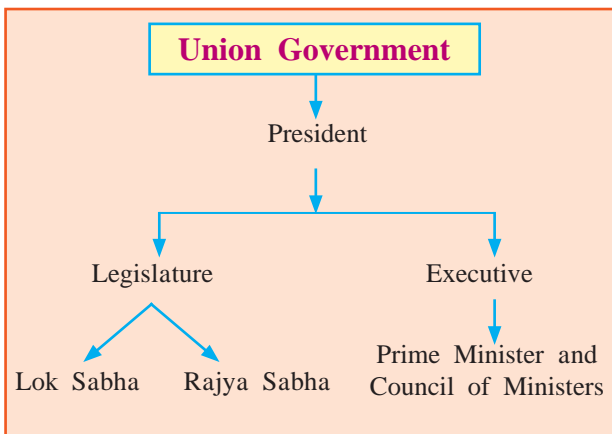 Union Government
President
Legislature
Executive
Lok Sabha
Rajya Sabha
Prime Minister and
Council of Ministers